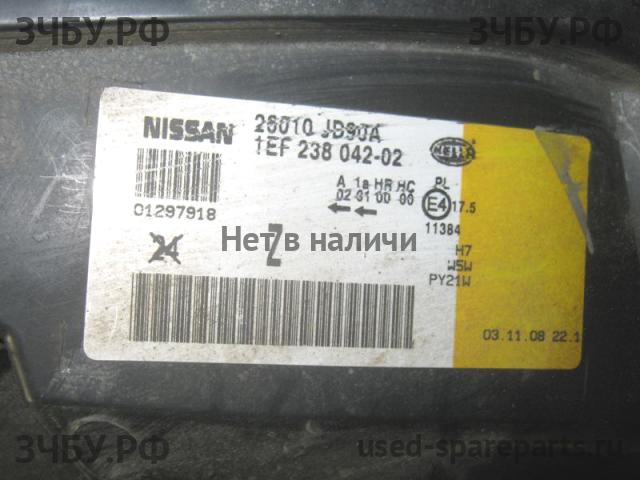 ЗЧБУ.РФ
ЗЧБУ.РФ
NISSAN 26010 JD90A
1EF 238 042-02
HELLA
A 1a HR HC PL
02 01 00 00 E4 17.5
01297918
11384
24 Z
Нет в наличи
H7
W5W
PY21W
03.11.08 22.1
ЗЧБУ.РФ
used-spareparts.ru